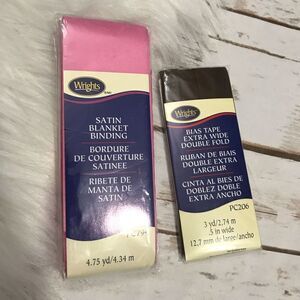 Wrights
SATIN
BLANKET
BINDING
BORDURE
DE COUVERTURE
SATINEE
RIBETE DE
MANTA DE
SATIN
PC794
4.75 yd/4.34 m
Wrights
BIAS TAPE
EXTRA WIDE
DOUBLE FOLD
RUBAN DE BIAIS
DOUBLE EXTRA
LARGEUR
CINTA AL BIES DE
DOBLEZ DOBLE
EXTRA ANCHO
PC206
3 yd/2.74 m
.5 in wide
12,7 mm de large/ancho